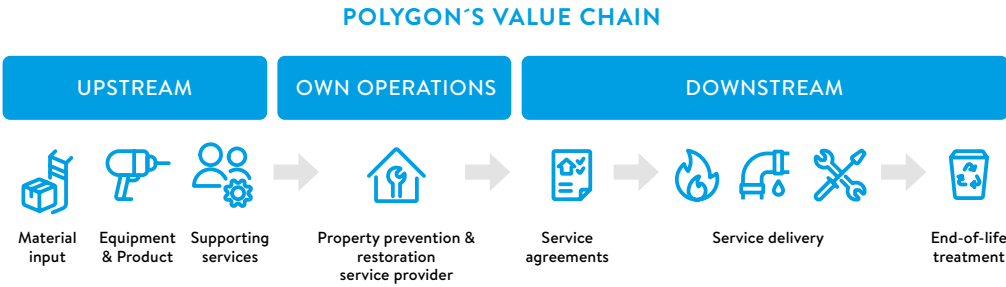 POLYGON´S VALUE CHAIN
UPSTREAM
OWN OPERATIONS
DOWNSTREAM
Material
input
Equipment
& Product
Supporting
services
Property prevention &
restoration
service provider
Service
agreements
Service delivery
End-of-life
treatment